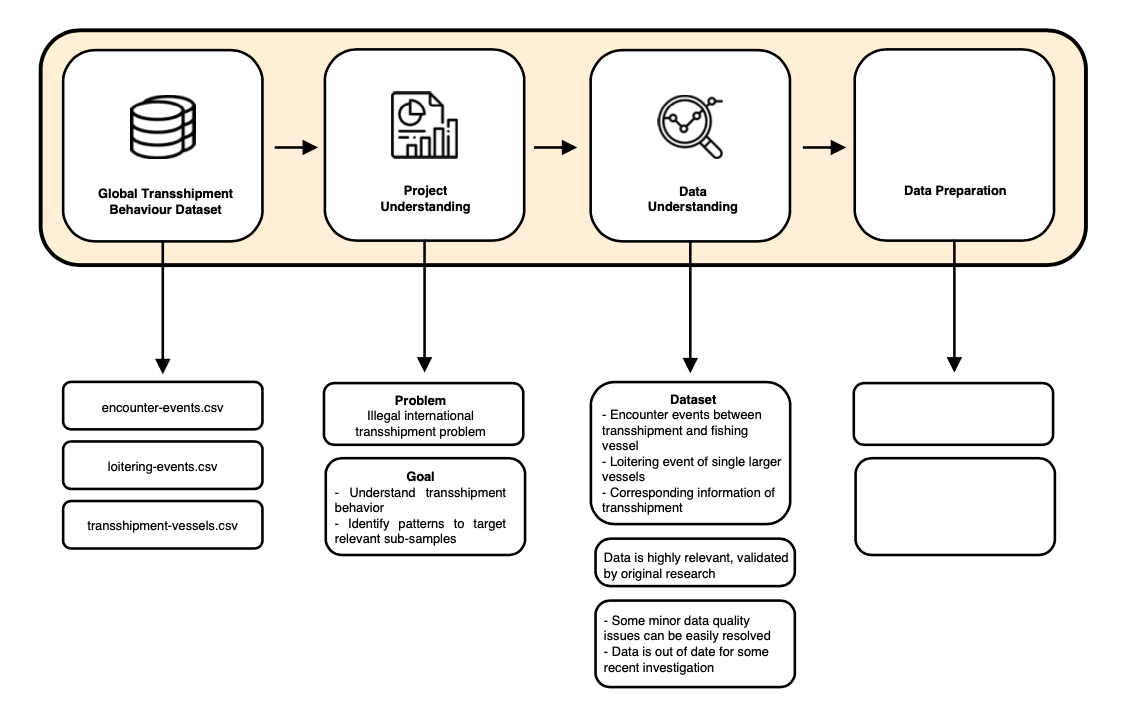 Global Transshipment
Behaviour Dataset
Project
Understanding
Data
Understanding
Data Preparation
encounter-events.csv
loitering-events.csv
transshipment-vessels.csv
Problem
Illegal international
transshipment problem
Goal
- Understand transshipment
behavior
- Identify patterns to target
relevant sub-samples
Dataset
- Encounter events between
transshipment and fishing
vessel
- Loitering event of single larger
vessels
- Corresponding information of
transshipment
Data is highly relevant, validated
by original research
- Some minor data quality
issues can be easily resolved
- Data is out of date for some
recent investigation